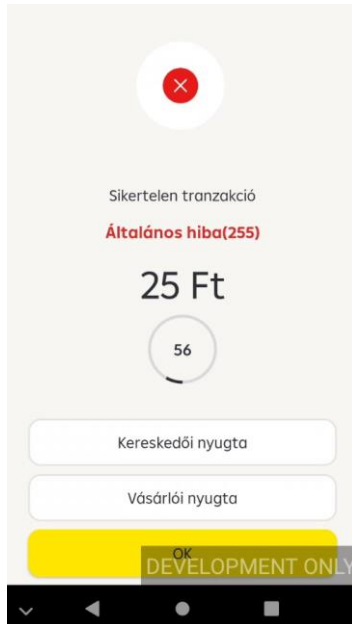 Sikertelen tranzakció
Általános hiba(255)
25 Ft
56
Kereskedői nyugta
Vásárlói nyugta
OK
DEVELOPMENT ONLY